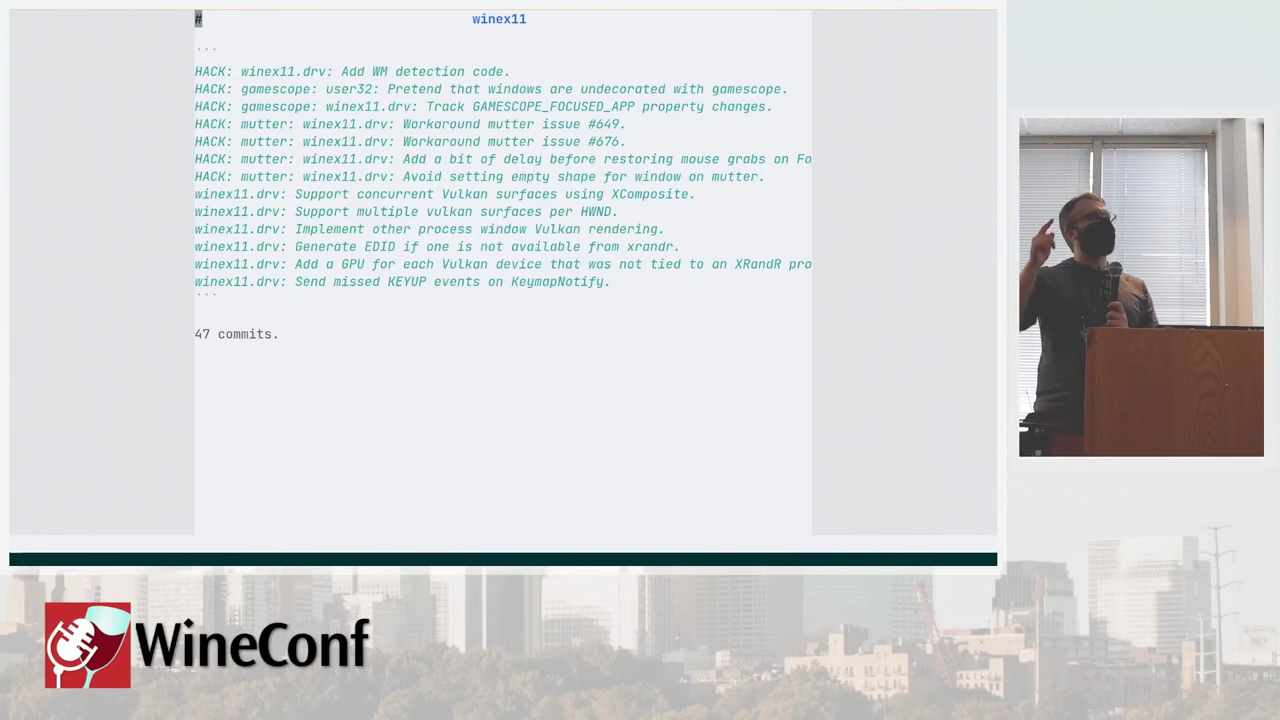 # winex11
```
HACK: winex11.drv: Add WM detection code.
HACK: gamescope: user32: Pretend that windows are undecorated with gamescope.
HACK: gamescope: winex11.drv: Track GAMESCOPE_FOCUSED_APP property changes.
HACK: mutter: winex11.drv: Workaround mutter issue #649.
HACK: mutter: winex11.drv: Workaround mutter issue #676.
HACK: mutter: winex11.drv: Add a bit of delay before restoring mouse grabs on Fo
HACK: mutter: winex11.drv: Avoid setting empty shape for window on mutter.
winex11.drv: Support concurrent Vulkan surfaces using XComposite.
winex11.drv: Support multiple vulkan surfaces per HWND.
winex11.drv: Implement other process window Vulkan rendering.
winex11.drv: Generate EDID if one is not available from xrandr.
winex11.drv: Add a GPU for each Vulkan device that was not tied to an XRandR pro
winex11.drv: Send missed KEYUP events on KeymapNotify.
```
47 commits.
WineConf